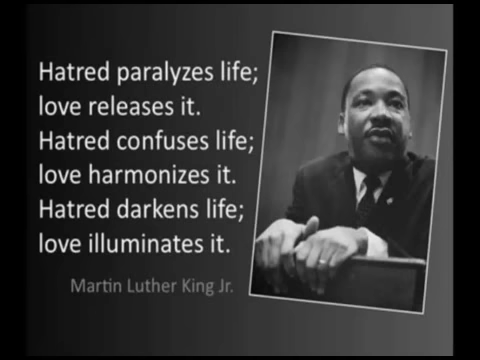 Hatred paralyzes life;
love releases it.
Hatred confuses life;
love harmonizes it.
Hatred darkens life;
love illuminates it.
Martin Luther King Jr.